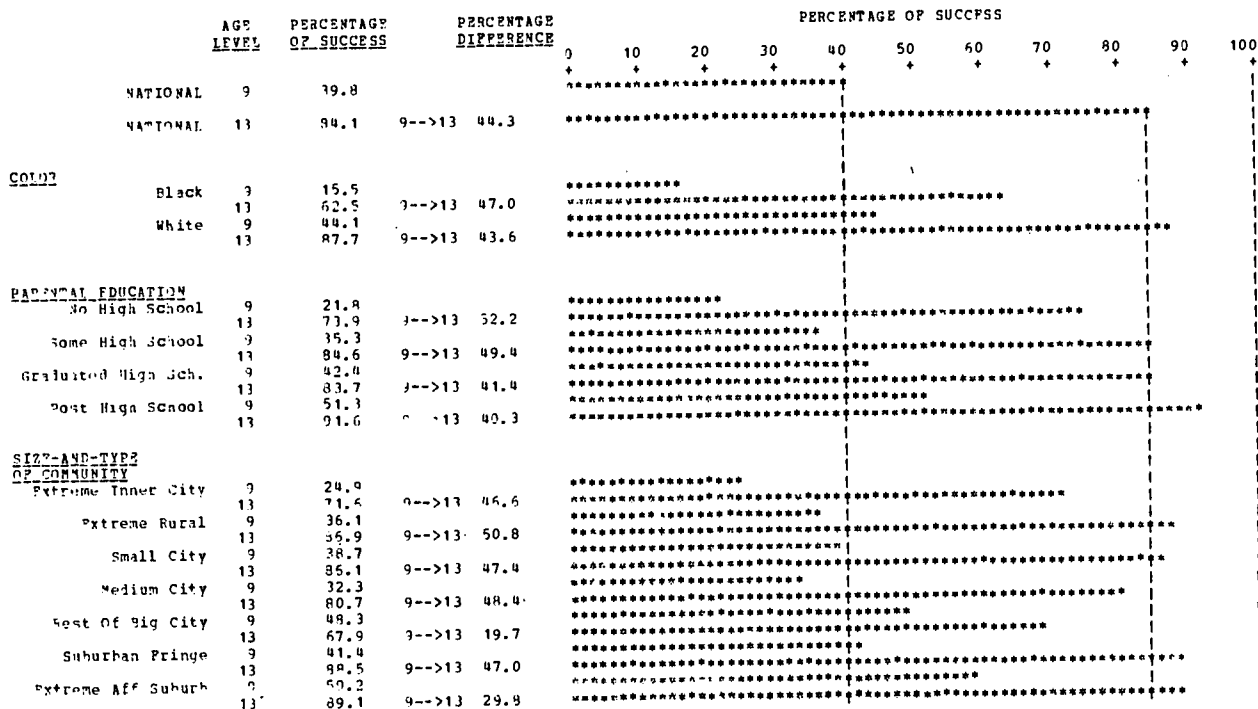 AGE PERCENTAGE PERCENTAGE PERCENTAGE OF SUCCESS
LEVEL OF SUCCESS DIFFERENCE 0 10 20 30 40 50 60 70 80 90 100
NATIONAL 9 39.8
NATIONAL 13 84.1 9-->13 44.3
COLOR
Black 9 15.5
13 62.5 9-->13 47.0
White 9 44.1
13 87.7 9-->13 43.6
PARENTAL EDUCATION
No High School 9 21.8
13 73.9 9-->13 52.2
Some High School 9 35.3
13 84.6 9-->13 49.4
Graduated High Sch. 9 42.4
13 83.7 9-->13 41.4
Post High School 9 51.3
13 91.6 13 40.3
SIZE-AND-TYPE
OF COMMUNITY
Extreme Inner City 9 24.9
13 71.6 9-->13 46.6
Extreme Rural 9 36.1
13 9-->13 50.8
Small City 9 38.7
13 85.1 9-->13 47.4
Medium City 9 32.3
13 80.7 9-->13 48.4
Rest Of Big City 9 48.3
13 67.9 9-->13 19.7
Suburban Fringe 9 41.4
13 88.5 9-->13 47.0
Extreme Aff Suburb 9 59.2
13 89.1 9-->13 29.8